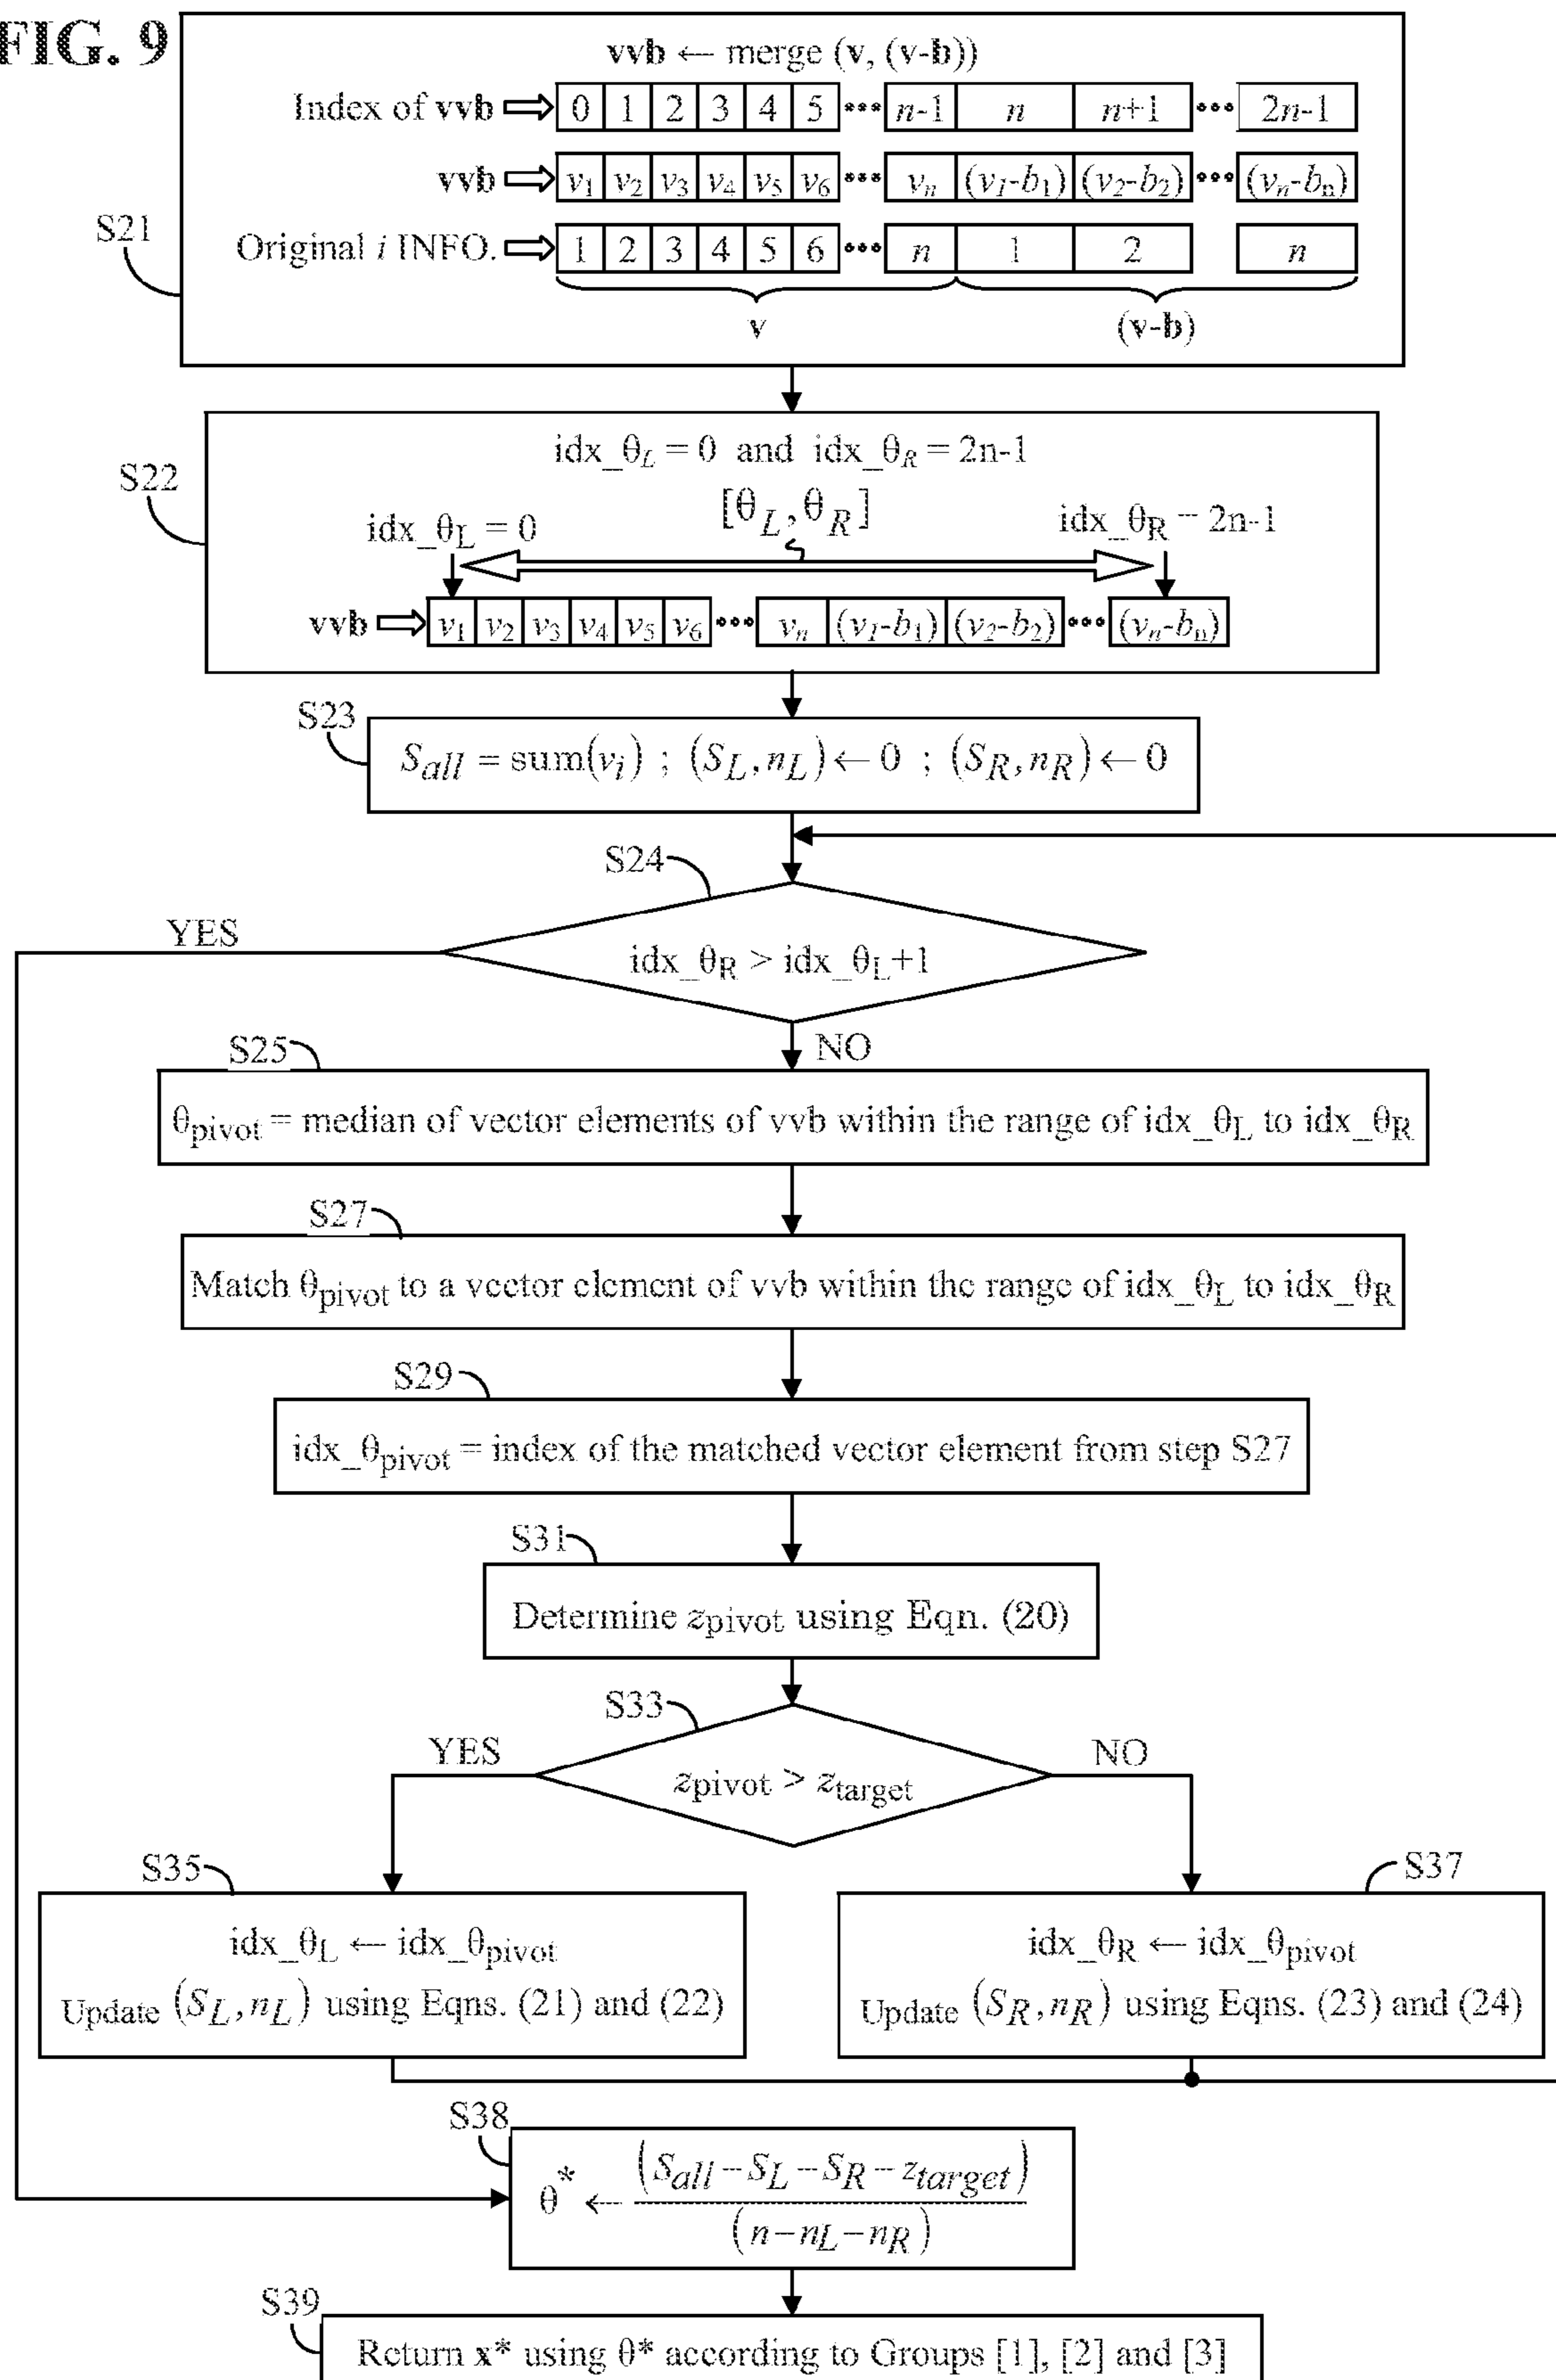 FIG. 9
vvb ← merge (v, (v-b))
Index of vvb ⇨ 0 1 2 3 4 5 ••• n-1 n n+1 ••• 2n-1
vvb ⇨ v1 v2 v3 v4 v5 v6 ••• vn (v1-b1) (v2-b2) ••• (vn-bn)
S21
Original i INFO. ⇨ 1 2 3 4 5 6 ••• n 1 2 n
v (v-b)
S22
idx_θL = 0 and idx_θR = 2n-1
[θL, θR]
idx_θL = 0 idx_θR = 2n-1
vvb ⇨ v1 v2 v3 v4 v5 v6 ••• vn (v1-b1) (v2-b2) ••• (vn-bn)
S23
Sall = sum(vi) ; (SL, nL) ← 0 ; (SR, nR) ← 0
S24
YES
idx_θR > idx_θL+1
NO
S25
θpivot = median of vector elements of vvb within the range of idx_θL to idx_θR
S27
Match θpivot to a vector element of vvb within the range of idx_θL to idx_θR
S29
idx_θpivot = index of the matched vector element from step S27
S31
Determine zpivot using Eqn. (20)
S33
YES NO
zpivot > ztarget
S35 S37
idx_θL ← idx_θpivot
Update (SL, nL) using Eqns. (21) and (22)
idx_θR ← idx_θpivot
Update (SR, nR) using Eqns. (23) and (24)
S38
θ* ← (Sall – SL – SR – ztarget)
(n – nL – nR)
S39
Return x* using θ* according to Groups [1], [2] and [3]